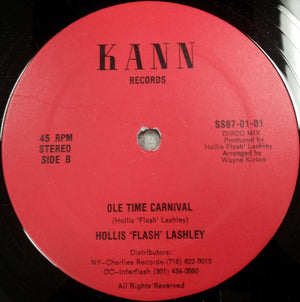 KANN
RECORDS
45 RPM
STEREO
SIDE B
SS87-01-01
DISCO MIX
Produced by
Hollis Flash' Lashley
Arranged by
Wayne Kirton
OLE TIME CARNIVAL
(Hollis 'Flash' Lashley)
HOLLIS 'FLASH' LASHLEY
Distributors:
NY-Charlies Records-(718) 622-0010
DC-Interflash (301) 434-0550
All Rights Reserved